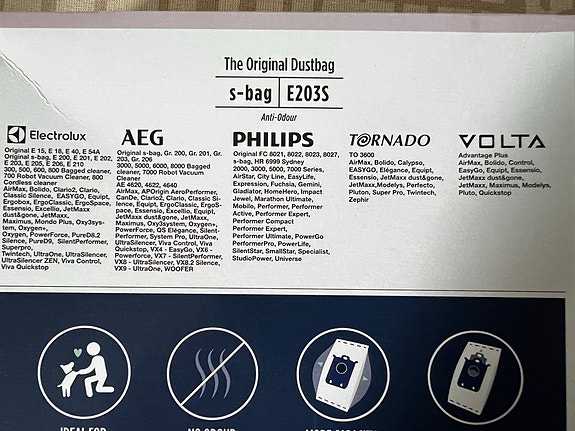 The Original Dustbag
s-bag | E203S
Anti-Odour
Electrolux
Original E 15, E 18, E 40, E 54A
Original s-bag, E 200, E 201, E 202,
E 203, E 205, E 206, E 210
300, 500, 600, 800 Bagged cleaner,
700 Robot Vacuum Cleaner, 800
Cordless cleaner
AirMax, Bolido, Clario2, Clario,
Classic, Clarience, EASYGO, Equipt,
Ergobox, ErgoClassic, ErgoSpace,
Essensio, Excellio, JetMaxx
dust&gone, JetMaxx,
Maximus, Mondo Plus, Oxy3sys-
tem, Oxygen+,
Oxygen, PowerForce, PureD8.2
Silence, PureD9, SilentPerformer,
Superpro,
Twintech, UltraOne, UltraSilencer,
UltraSilencer ZEN, Viva Control,
Viva Quickstop
AEG
Original s-bag, Gr. 200, Gr. 201, Gr.
203, Gr. 206
3000, 5000, 6000, 8000 Bagged
cleaner, 7000 Robot Vacuum
Cleaner
AE 4620, 4622, 4640
AirMax, APOrigin AeroPerformer,
CanDe, Clario2, Clario, Classic Si-
lence, Equipt, ErgoClassic, ErgoS-
pace, Essensio, Excellio, Equipt,
JetMaxx dust&gone, JetMaxx,
Maximus, Oxy3system, Oxygen+,
PowerForce, QS Elégance, Silent-
Performer, System Pro, UltraOne,
UltraSilencer, Viva Control, Viva
Quickstop, VX4 - EasyGo, VX6 -
Powerforce, VX7 - SilentPerformer,
VX8 - UltraSilencer, VX8.2 Silence,
VX9 - UltraOne, WOOFER
PHILIPS
Original FC 8021, 8022, 8023, 8027,
s-bag, HR 6999 Sydney
2000, 3000, 5000, 7000 Series,
AirStar, City Line, EasyLife,
Expression, Fuchsia, Gemini,
Gladiator, HomeHero, Impact
Jewel, Marathon Ultimate,
Mobilo, Performer, Performer
Active, Performer Expert,
Performer Compact
Performer Expert,
Performer Ultimate, PowerGo
PerformerPro, PowerLife,
SilentStar, SmallStar, Specialist,
StudioPower, Universe
TORNADO
TO 3600
AirMax, Bolido, Calypso,
EASYGO, Elégance, Equipt,
Essensio, JetMaxx dust&gone,
JetMaxx,Modelys, Perfecto,
Pluton, Super Pro, Twintech,
Zephir
VOLTA
Advantage Plus
AirMax, Bolido, Control,
EasyGo, Equipt, Essensio,
JetMaxx dust&gone,
JetMaxx, Maximus, Modelys,
Pluto, Quickstop